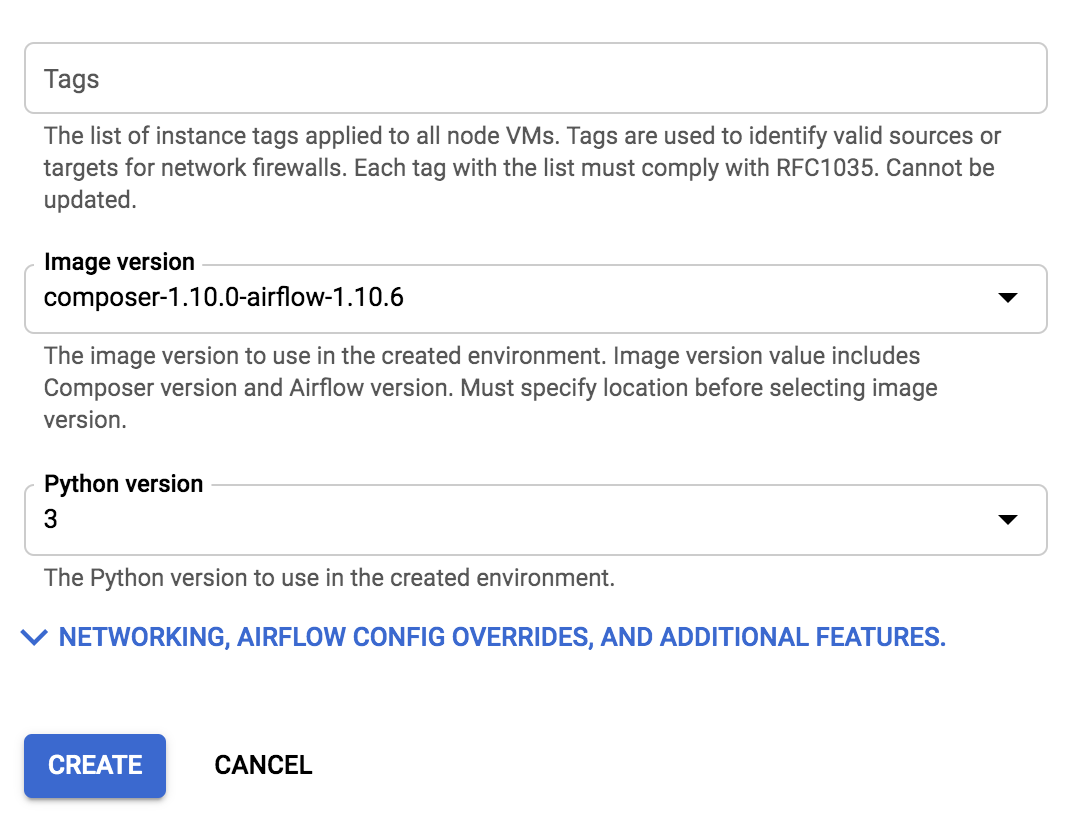 Tags
The list of instance tags applied to all node VMs. Tags are used to identify valid sources or
targets for network firewalls. Each tag with the list must comply with RFC1035. Cannot be
updated.
Image version
composer-1.10.0-airflow-1.10.6
The image version to use in the created environment. Image version value includes
Composer version and Airflow version. Must specify location before selecting image
version.
Python version
3
The Python version to use in the created environment.
NETWORKING, AIRFLOW CONFIG OVERRIDES, AND ADDITIONAL FEATURES.
CREATE CANCEL